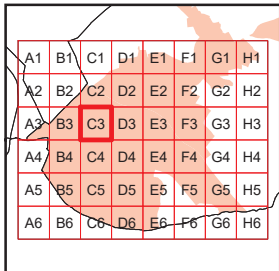 A1 B1 C1 D1 E1 F1 G1 H1
A2 B2 C2 D2 E2 F2 G2 H2
A3 B3 C3 D3 E3 F3 G3 H3
A4 B4 C4 D4 E4 F4 G4 H4
A5 B5 C5 D5 E5 F5 G5 H5
A6 B6 C6 D6 E6 F6 G6 H6